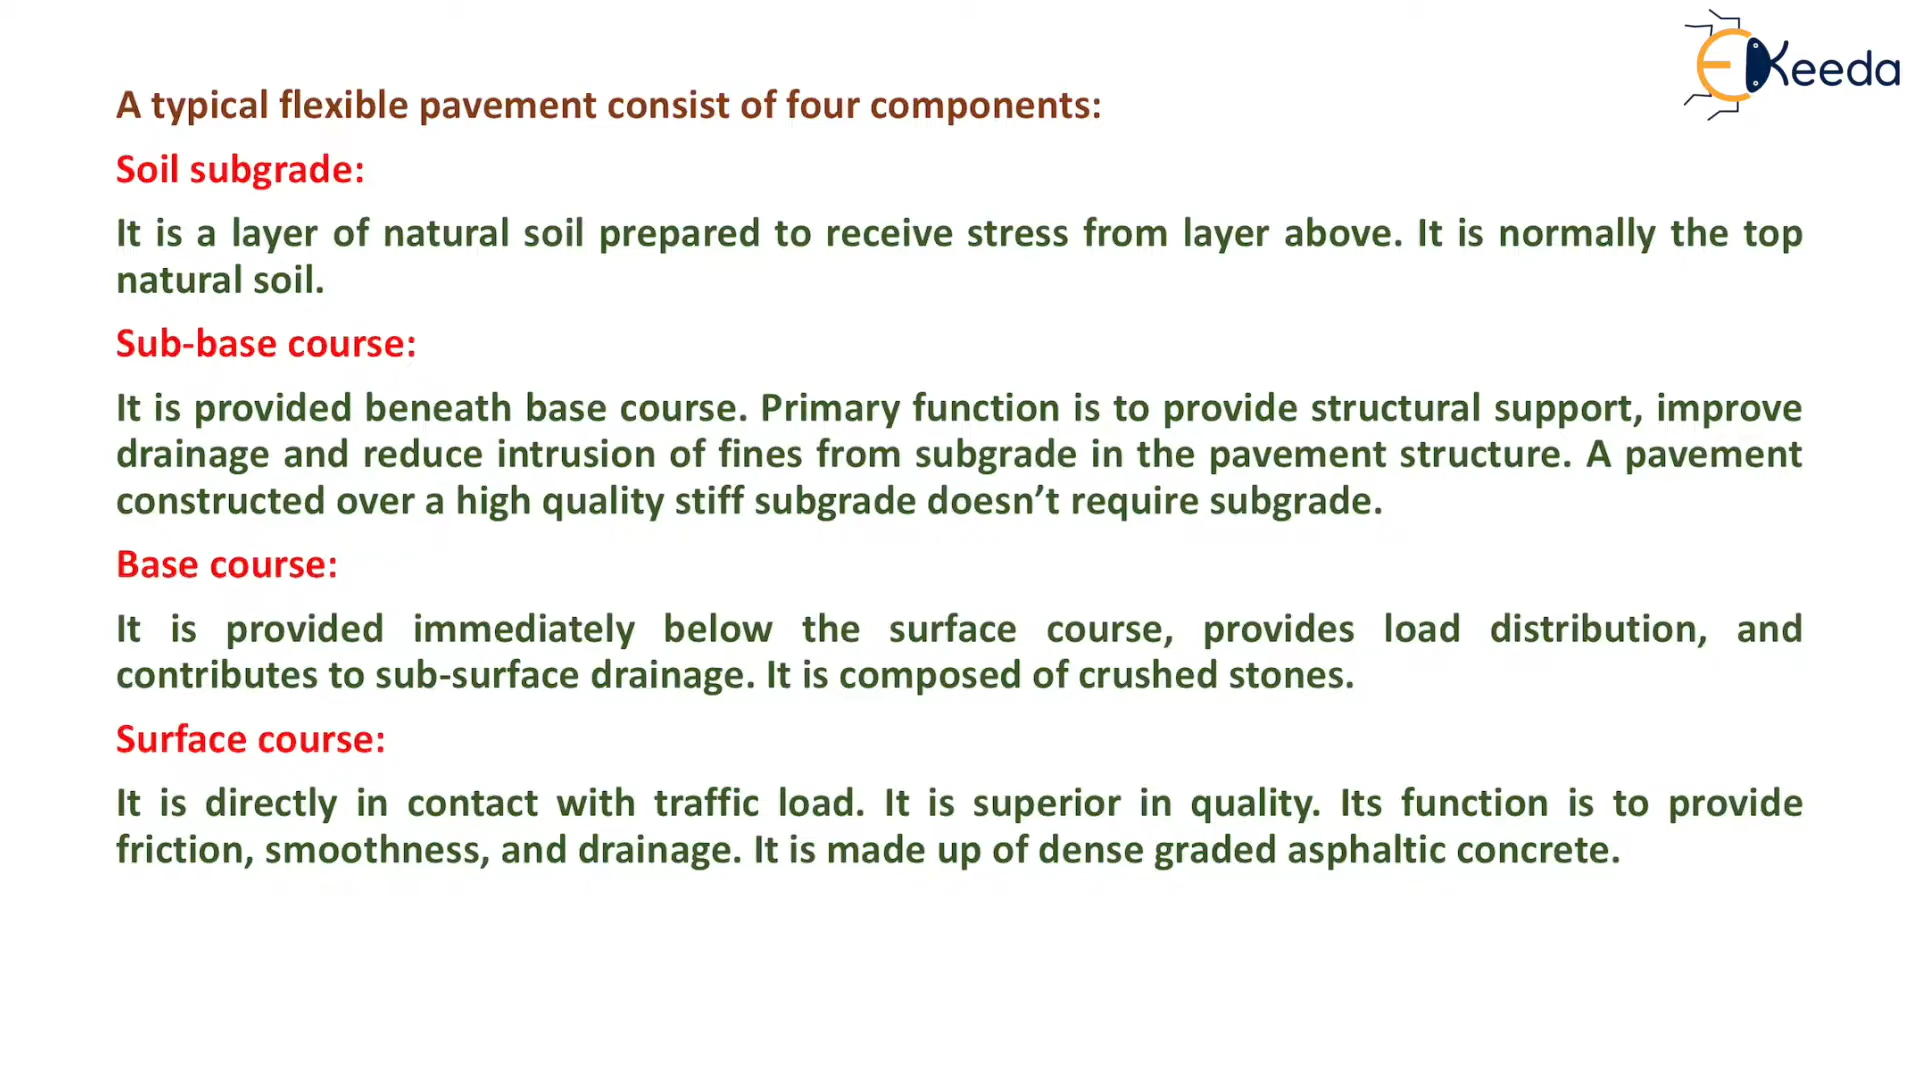 EKeeda
A typical flexible pavement consist of four components:
Soil subgrade:
It is a layer of natural soil prepared to receive stress from layer above. It is normally the top
natural soil.
Sub-base course:
It is provided beneath base course. Primary function is to provide structural support, improve
drainage and reduce intrusion of fines from subgrade in the pavement structure. A pavement
constructed over a high quality stiff subgrade doesn’t require subgrade.
Base course:
It is provided immediately below the surface course, provides load distribution, and
contributes to sub-surface drainage. It is composed of crushed stones.
Surface course:
It is directly in contact with traffic load. It is superior in quality. Its function is to provide
friction, smoothness, and drainage. It is made up of dense graded asphaltic concrete.